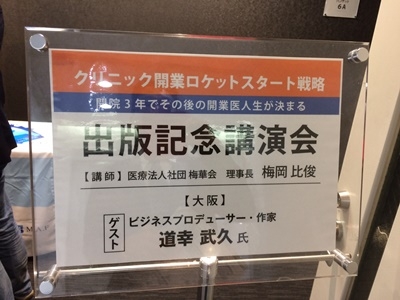 クリニック開業ロケットスタート戦略
開院3年でその後の開業医人生が決まる
出版記念講演会
【講師】医療法人社団 梅華会 理事長 梅岡 比俊
【大阪】
ゲスト
ビジネスプロデューサー・作家
道幸 武久 氏
6A